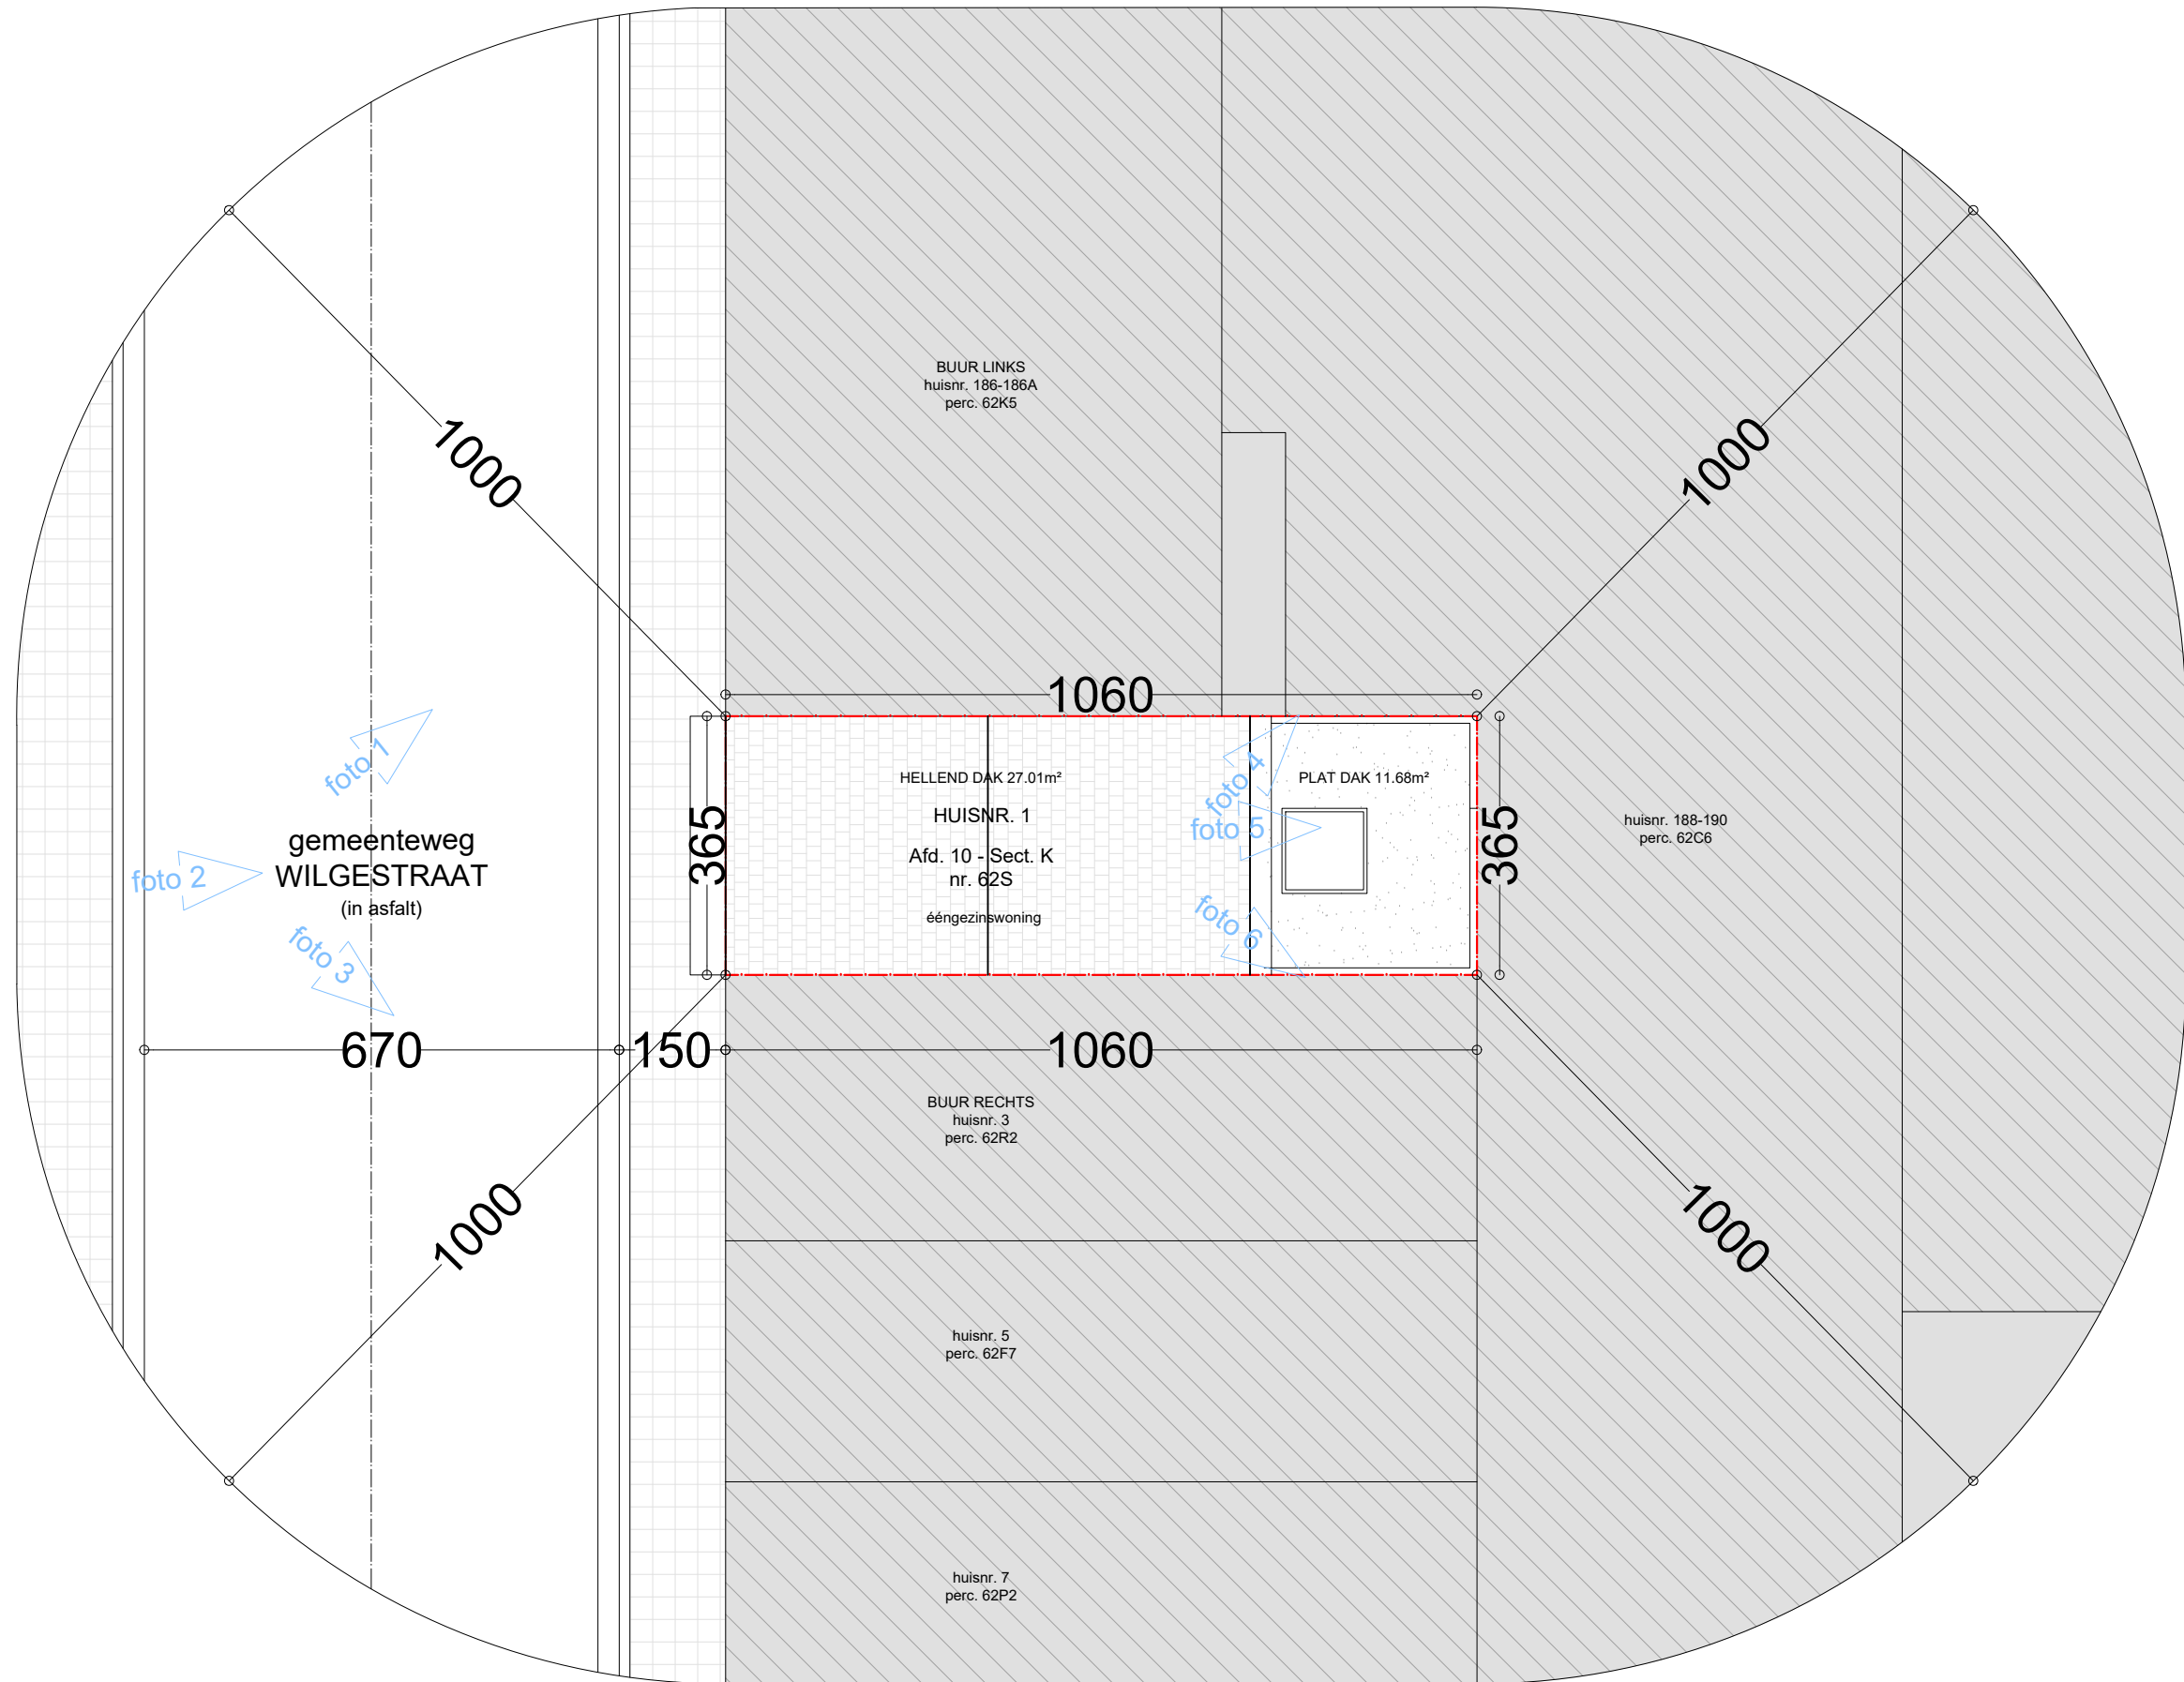 BUUR LINKS
huisnr. 186-186A
perc. 62K5
1000
1000
1060
foto 1
foto 4
HELLEND DAK 27.01m²
PLAT DAK 11.68m²
HUISNR. 1
gemeenteweg
WILGESTRAAT
(in asfalt)
foto 2
foto 3
365
Afd. 10 - Sect. K
nr. 62S
ééngezinswoning
foto 5
foto 6
365
huisnr. 188-190
perc. 62C6
670
150
1060
BUUR RECHTS
huisnr. 3
perc. 62R2
1000
1000
huisnr. 5
perc. 62F7
huisnr. 7
perc. 62P2